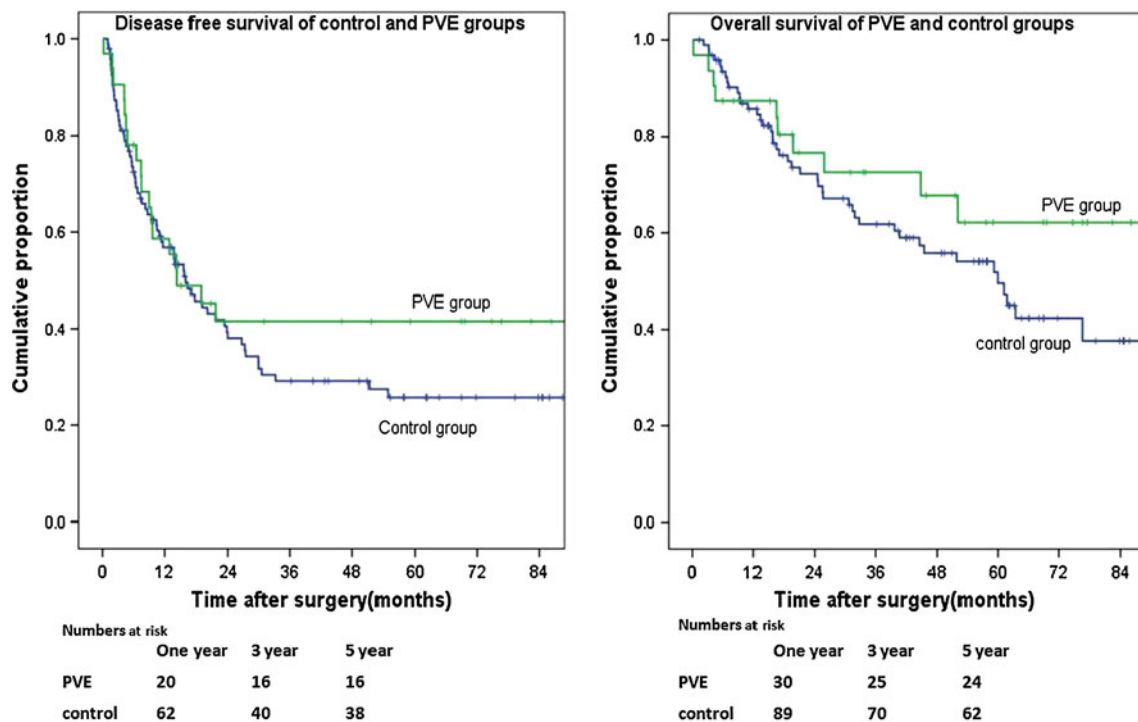 Disease free survival of control and PVE groups
1.0
0.8
0.6
0.4
0.2
0.0
Cumulative proportion
PVE group
Control group
0 12 24 36 48 60 72 84
Time after surgery(months)
Numbers at risk
One year 3 year 5 year
PVE 20 16 16
control 62 40 38
Overall survival of PVE and control groups
1.0
0.8
0.6
0.4
0.2
0.0
Cumulative proportion
PVE group
control group
0 12 24 36 48 60 72 84
Time after surgery(months)
Numbers at risk
One year 3 year 5 year
PVE 30 25 24
control 89 70 62